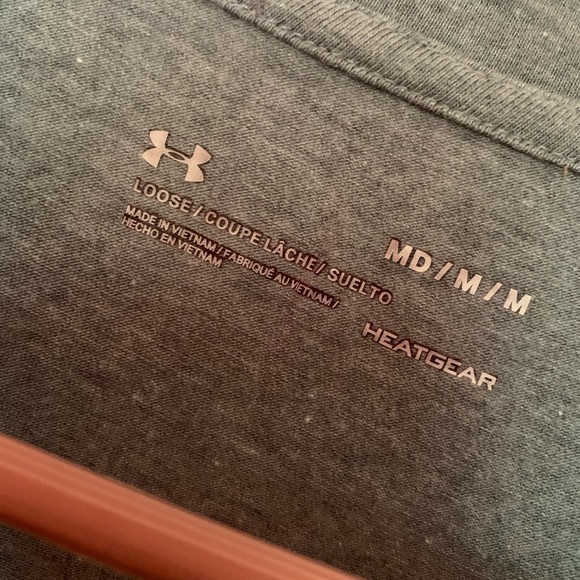 LOOSE / COUPE LÂCHE / SUELTO
MADE IN VIETNAM / FABRIQUÉ AU VIETNAM /
HECHO EN VIETNAM
MD / M / M
HEATGEAR